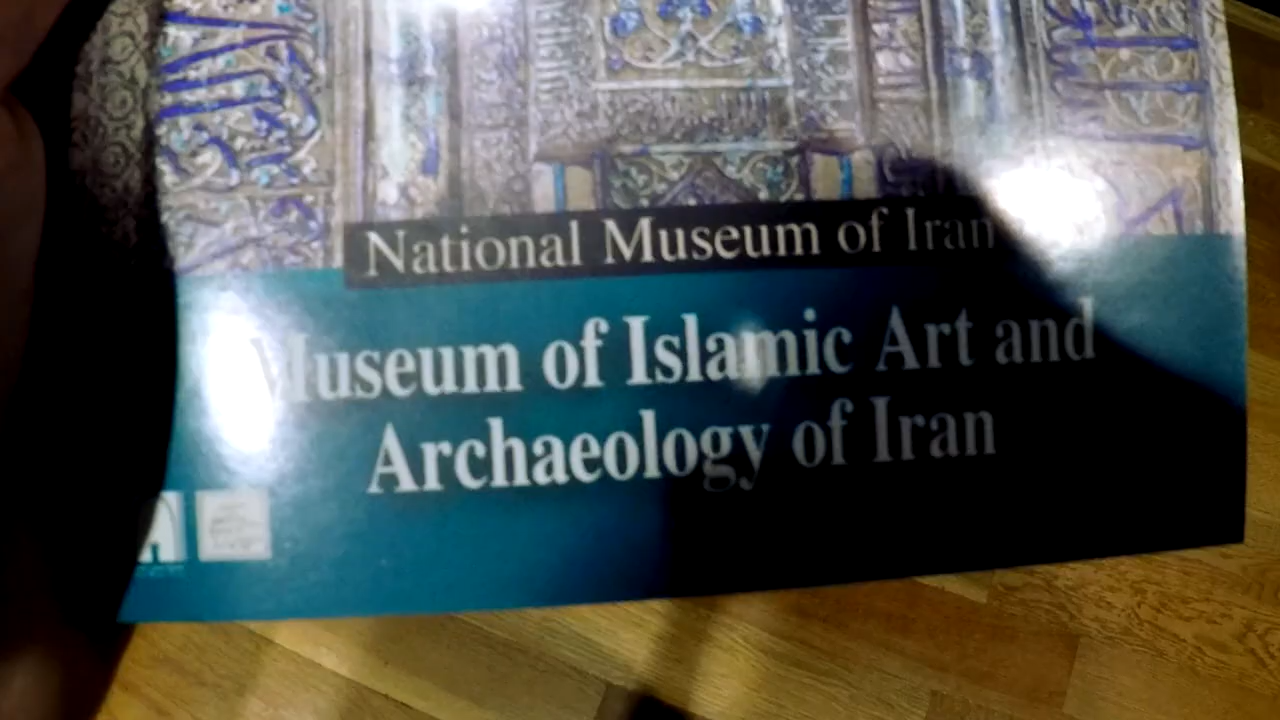 National Museum of Iran
Museum of Islamic Art and
Archaeology of Iran